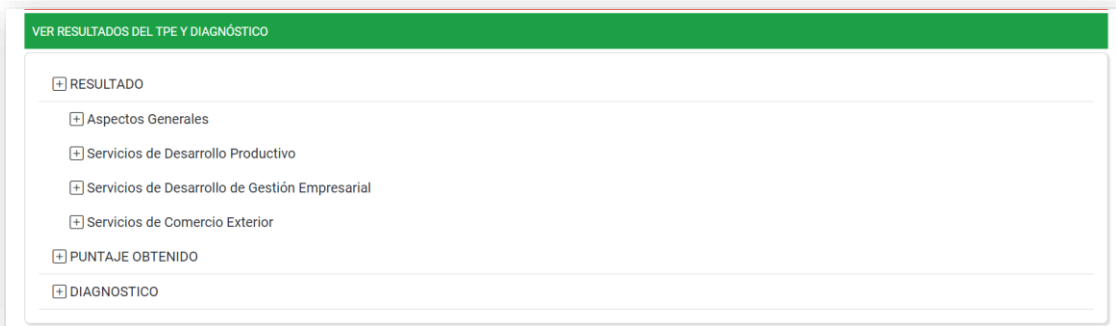 VER RESULTADOS DEL TPE Y DIAGNÓSTICO
RESULTADO
Aspectos Generales
Servicios de Desarrollo Productivo
Servicios de Desarrollo de Gestión Empresarial
Servicios de Comercio Exterior
PUNTAJE OBTENIDO
DIAGNOSTICO